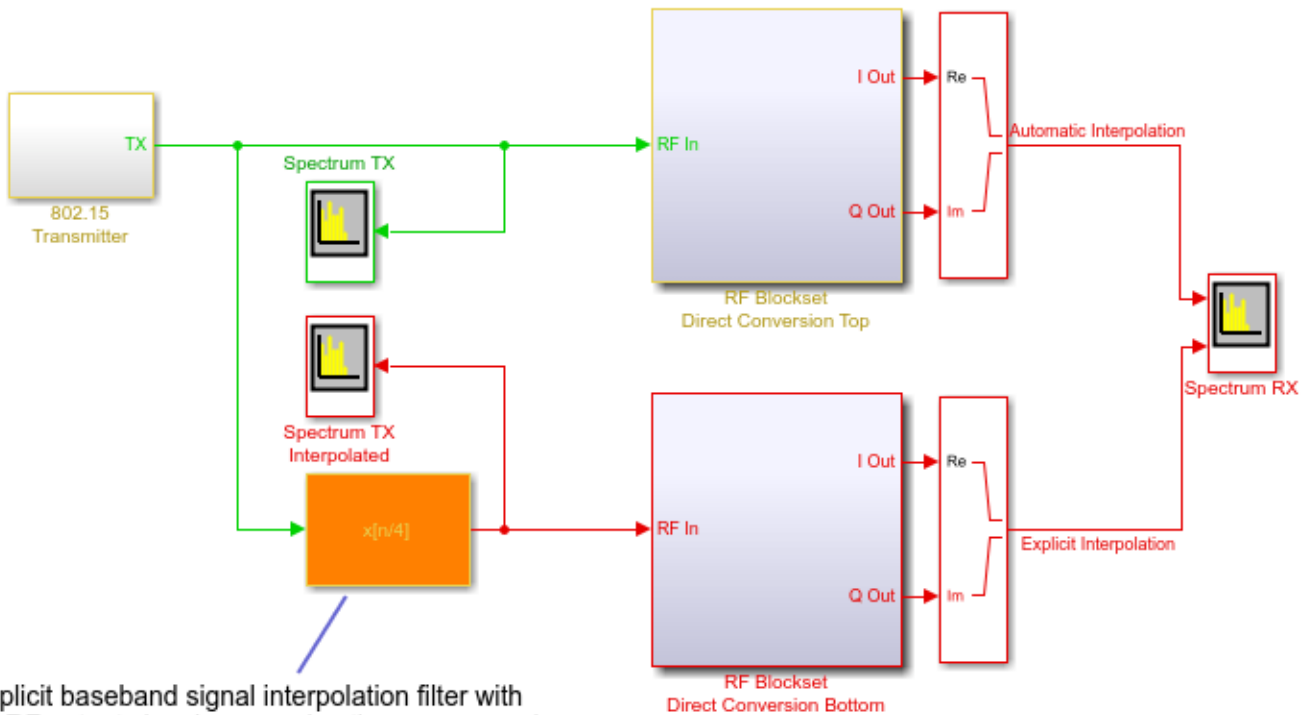 TX
802.15
Transmitter
Spectrum TX
Spectrum TX
Interpolated
x[n/4]
RF In
I Out
Q Out
RF Blockset
Direct Conversion Top
Re
Im
Automatic Interpolation
RF In
I Out
Q Out
RF Blockset
Direct Conversion Bottom
Re
Im
Explicit Interpolation
Spectrum RX
plicit baseband signal interpolation filter with